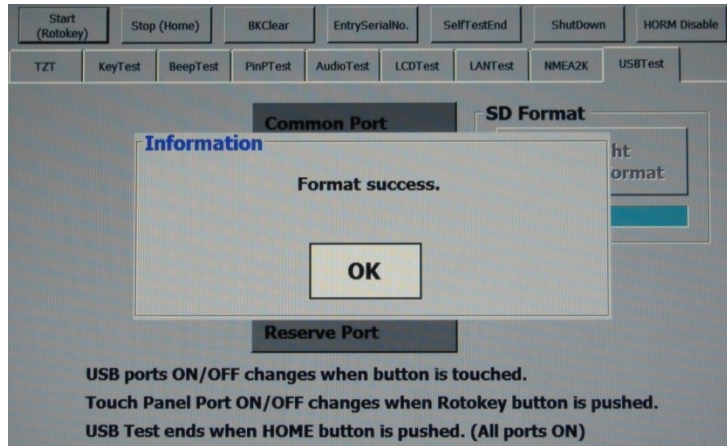 Start
(Rotokey)
Stop (Home)
BKClear
EntrySerialNo.
SelfTestEnd
ShutDown
HORM Disable
TZT
KeyTest
BeepTest
PinPTest
AudioTest
LCDTest
LANTest
NMEA2K
USBTest
Common Port
SD Format
ht
ormat
Information
Format success.
OK
Reserve Port
USB ports ON/OFF changes when button is touched.
Touch Panel Port ON/OFF changes when Rotokey button is pushed.
USB Test ends when HOME button is pushed. (All ports ON)